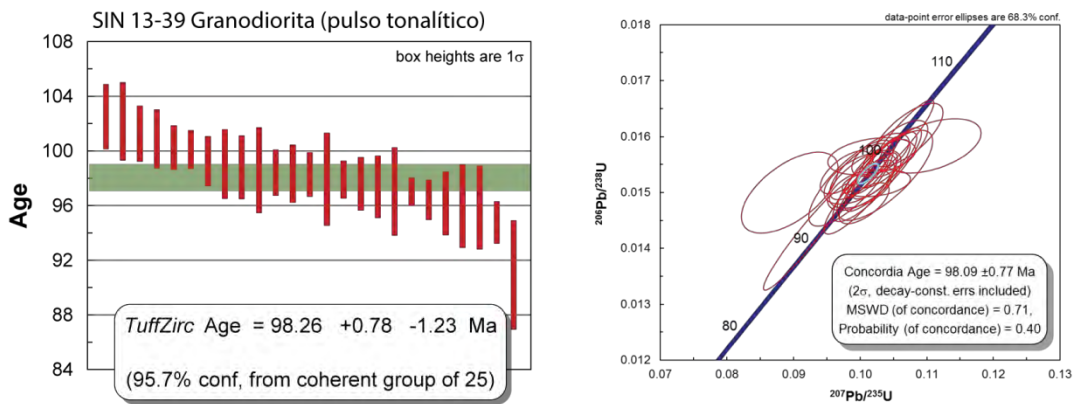 SIN 13-39 Granodiorita (pulso tonalítico)
box heights are 1σ
Age
108
104
100
96
92
88
84
TuffZirc Age = 98.26 +0.78 -1.23 Ma
(95.7% conf, from coherent group of 25)
data-point error ellipses are 68.3% conf.
²⁰⁶Pb/²³⁸U
0.018
0.017
0.016
0.015
0.014
0.013
0.012
110
100
90
80
Concordia Age = 98.09 ±0.77 Ma
(2σ, decay-const. errs included)
MSWD (of concordance) = 0.71,
Probability (of concordance) = 0.40
0.07
0.08
0.09
0.10
0.11
0.12
0.13
²⁰⁷Pb/²³⁵U